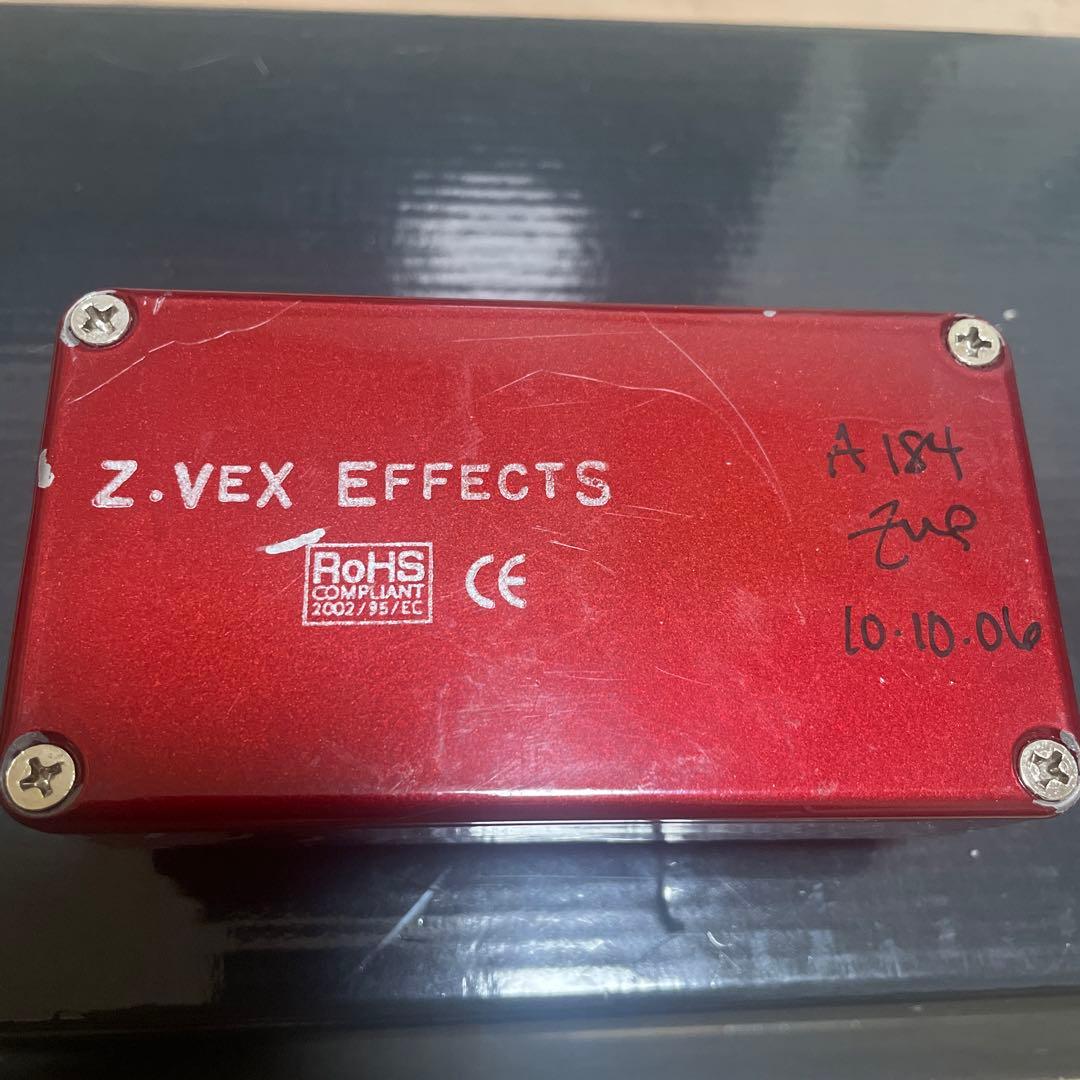 Z.VEX EFFECTS
RoHS
COMPLIANT
2002/95/EC
CE
A 184
10.10.06